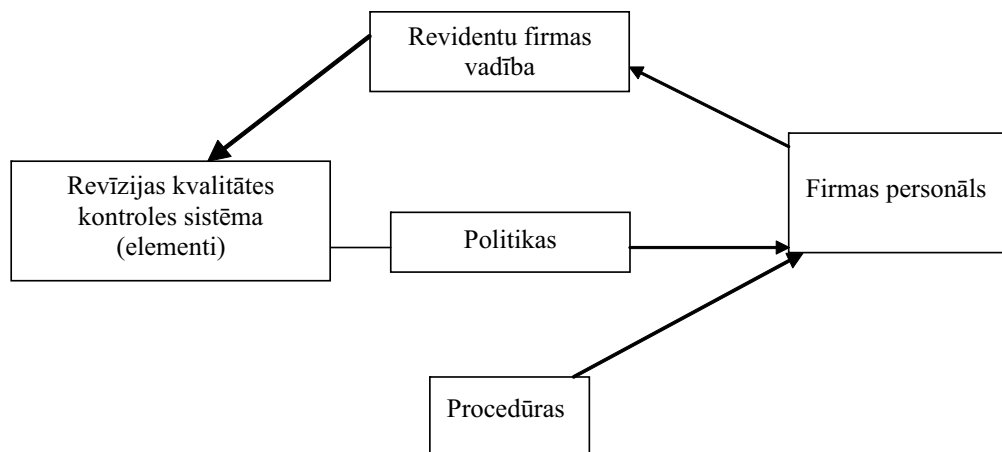 Revidentu firmas
vadība
Revīzijas kvalitātes
kontroles sistēma
(elementi)
Politikas
Firmas personāls
Procedūras